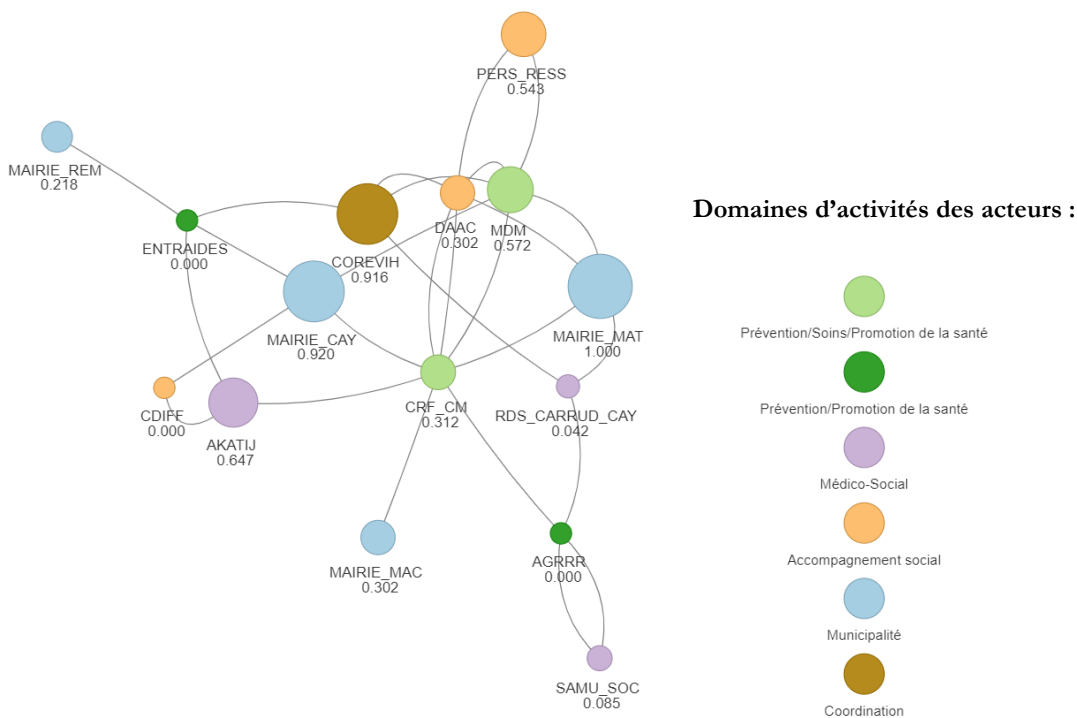 PERS_RESS
0.543
MAIRIE_REM
0.218
ENTRAIDES
0.000
COREVIH
0.916
DAAC
0.302
MDM
0.572
MAIRIE_CAY
0.920
MAIRIE_MAT
1.000
CDIFF
0.000
AKATIJ
0.647
CRF_CM
0.312
RDS_CARRUD_CAY
0.042
MAIRIE_MAC
0.302
AGRRR
0.000
SAMU_SOC
0.085
Domaines d'activités des acteurs :
Prévention/Soins/Promotion de la santé
Prévention/Promotion de la santé
Médico-Social
Accompagnement social
Municipalité
Coordination